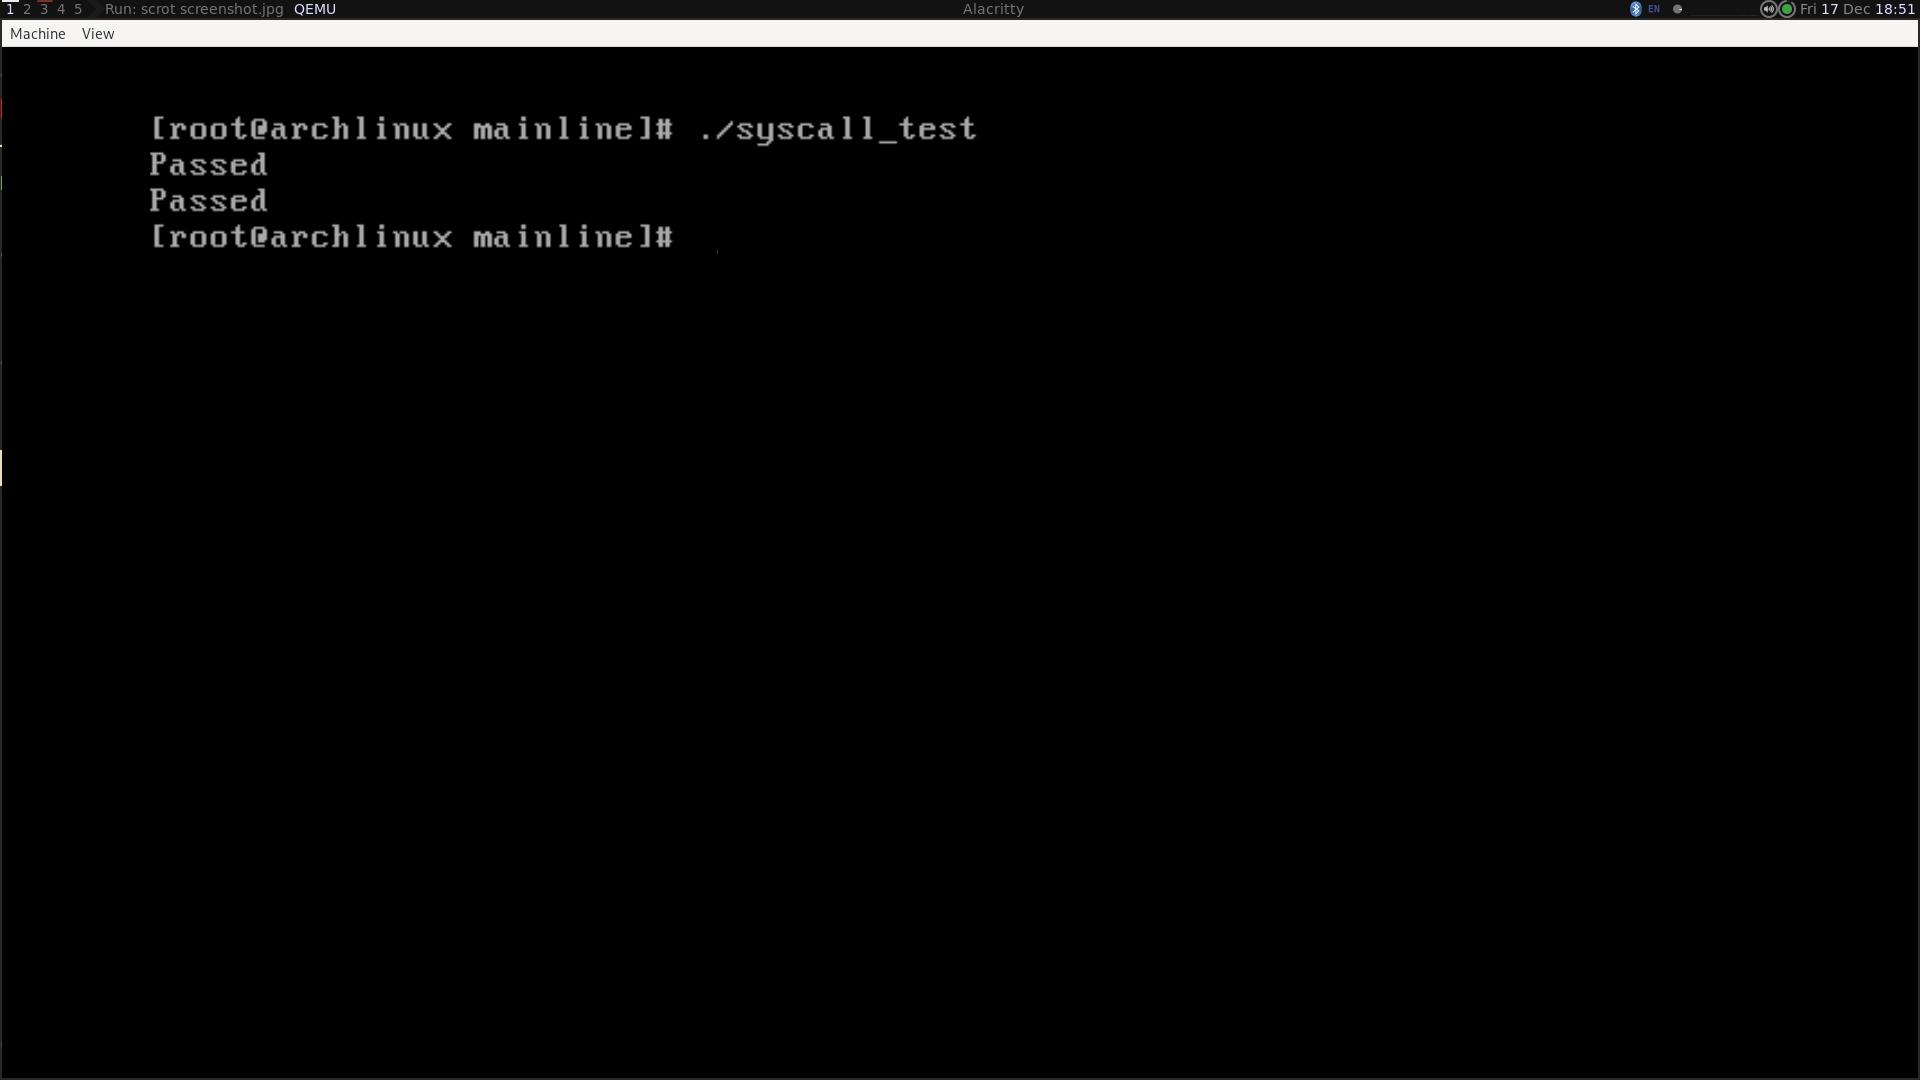 1 2 3 4 5 Run: scrot screenshot.jpg QEMU Alacritty EN Fri 17 Dec 18:51
Machine View
[root@archlinux mainline]# ./syscall_test
Passed
Passed
[root@archlinux mainline]#